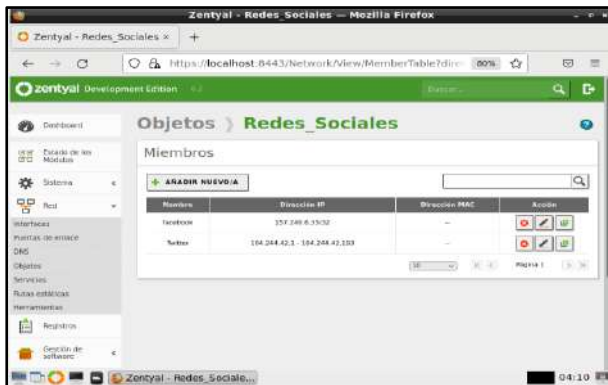 Zentyal - Redes_Sociales — Mozilla Firefox
Zentyal - Redes_Sociales × +
https://localhost:8443/Network/View/MemberTable?dire 80%
zentyal Development Edition 6.2 Buscar...
Dashboard
Estado de los Módulos
Sistema
Red
Interfaces
Puertas de enlace
DNS
Objetos
Servicios
Rutas estáticas
Herramientas
Registros
Gestión de software
Objetos Redes_Sociales
Miembros
+ AÑADIR NUEVO/A
Nombre Dirección IP Dirección MAC Acción
facebook 157.240.6.35/32 --
Twitter 104.244.42.1 - 104.244.42.193 --
10 Página 1
Zentyal - Redes_Sociale... 04:10